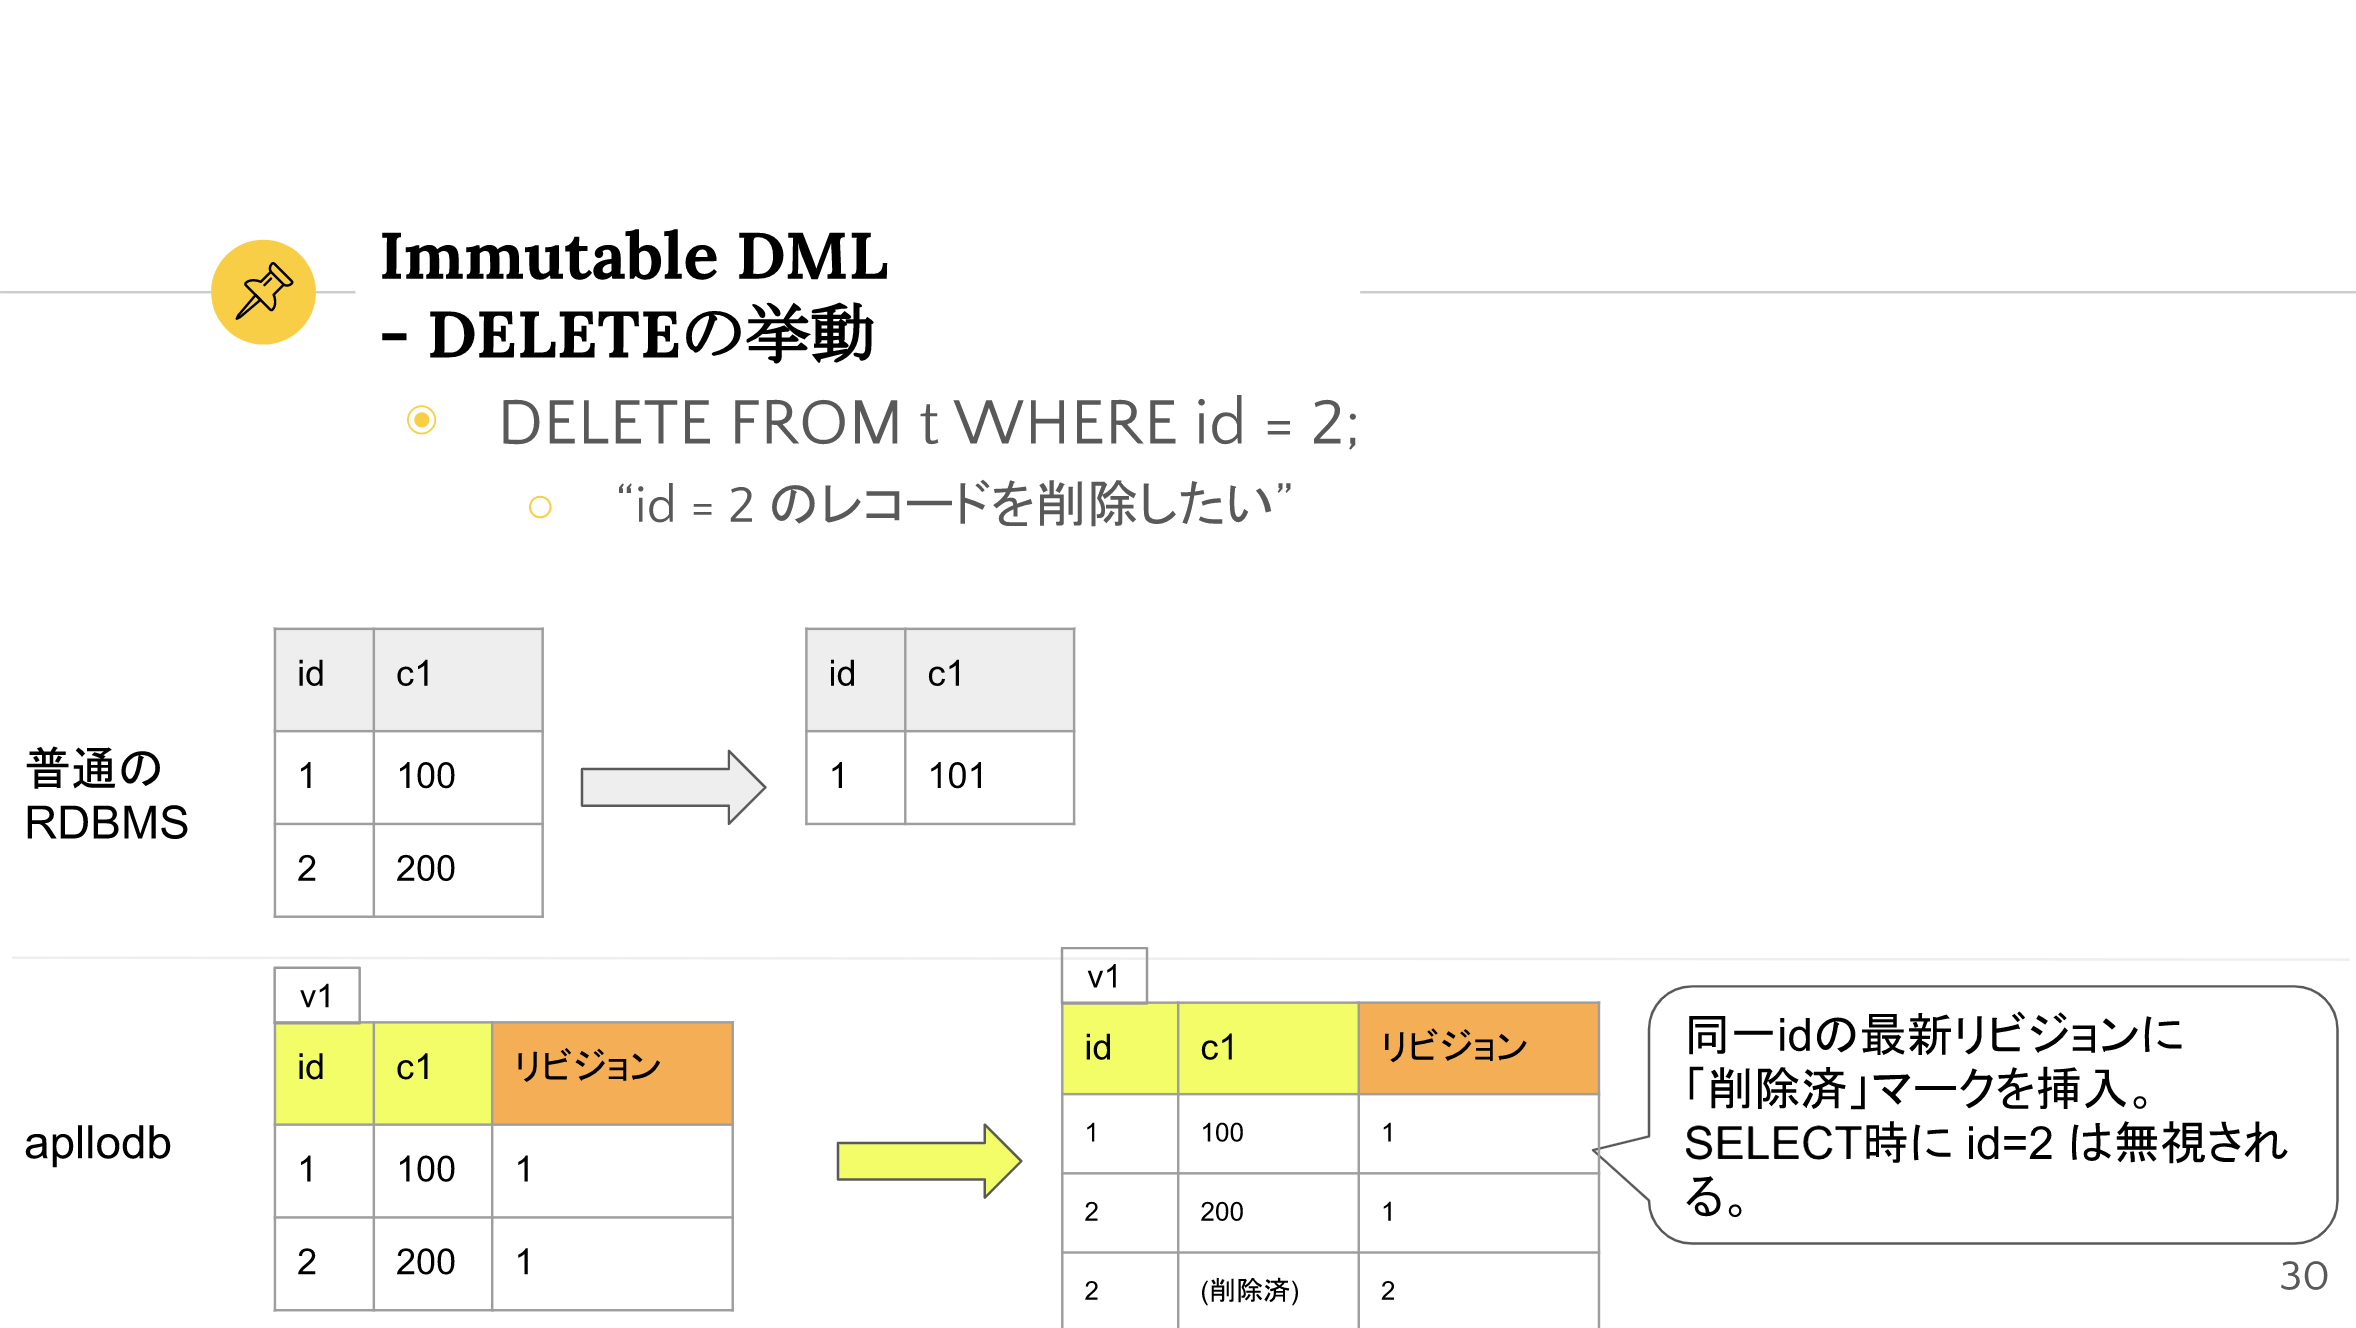 Immutable DML
- DELETEの挙動
DELETE FROM t WHERE id = 2;
“id = 2 のレコードを削除したい”
普通の
RDBMS
id c1
1 100
2 200
id c1
1 101
apllodb
v1
id c1 リビジョン
1 100 1
2 200 1
v1
id c1 リビジョン
1 100 1
2 200 1
2 (削除済) 2
同一idの最新リビジョンに
「削除済」マークを挿入。
SELECT時に id=2 は無視され
る。
30